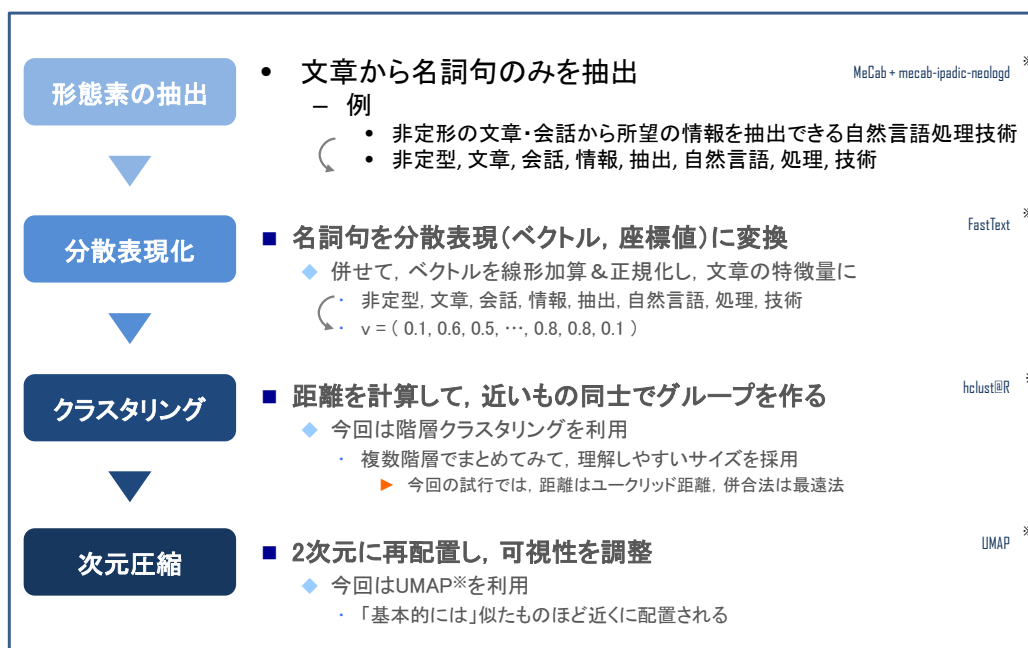 形態素の抽出
• 文章から名詞句のみを抽出
MeCab + mecab-ipadic-neologd ※
– 例
• 非定形の文章・会話から所望の情報を抽出できる自然言語処理技術
• 非定型, 文章, 会話, 情報, 抽出, 自然言語, 処理, 技術
分散表現化
■ 名詞句を分散表現(ベクトル, 座標値)に変換
FastText ※
◆ 併せて, ベクトルを線形加算&正規化し, 文章の特徴量に
・ 非定型, 文章, 会話, 情報, 抽出, 自然言語, 処理, 技術
・ v = ( 0.1, 0.6, 0.5, …, 0.8, 0.8, 0.1 )
クラスタリング
■ 距離を計算して, 近いもの同士でグループを作る
hclust@R ※
◆ 今回は階層クラスタリングを利用
・ 複数階層でまとめてみて, 理解しやすいサイズを採用
▶ 今回の試行では, 距離はユークリッド距離, 併合法は最遠法
次元圧縮
■ 2次元に再配置し, 可視性を調整
UMAP ※
◆ 今回はUMAP※を利用
・ 「基本的には」似たものほど近くに配置される